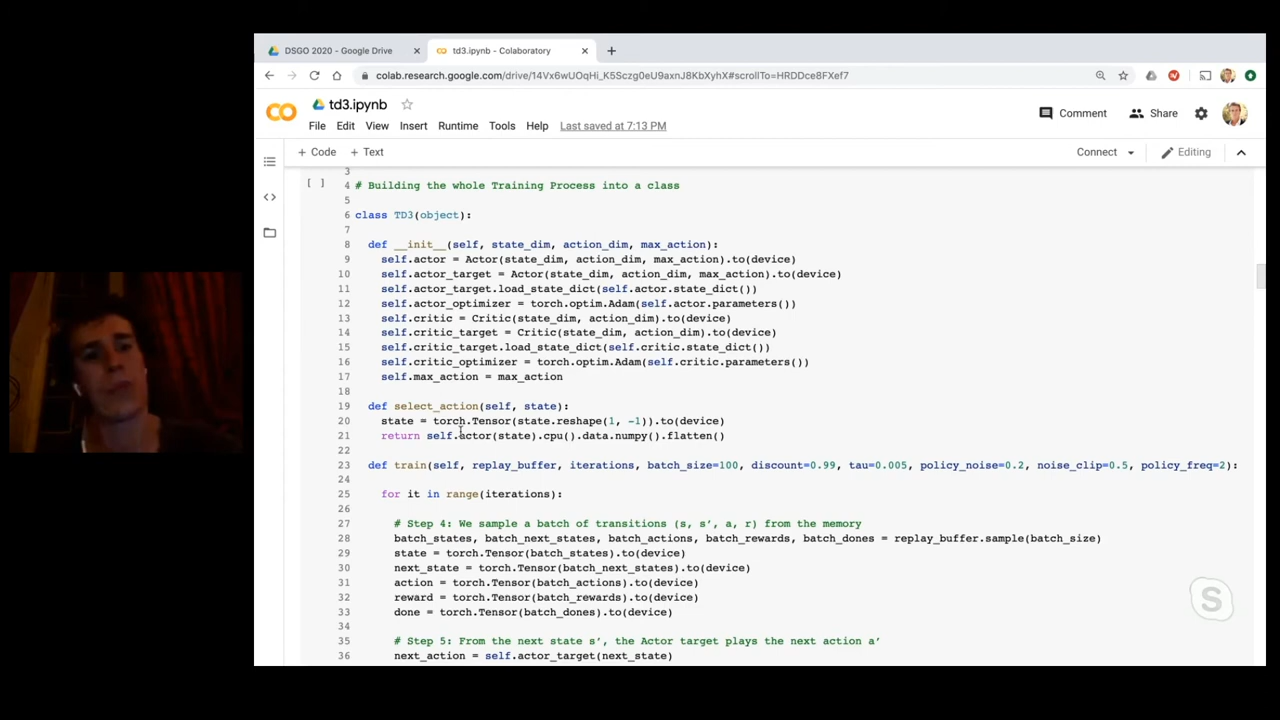 DSGO 2020 - Google Drive
td3.ipynb - Colaboratory
colab.research.google.com/drive/14Vx6wUOqHi_K5Sczg0eU9axnJ8KbXyhX#scrollTo=HRDDce8FXef7
td3.ipynb
Comment
Share
File Edit View Insert Runtime Tools Help Last saved at 7:13 PM
+ Code + Text
Connect
Editing
3
[ ] 4 # Building the whole Training Process into a class
5
6 class TD3(object):
7
8 def __init__(self, state_dim, action_dim, max_action):
9 self.actor = Actor(state_dim, action_dim, max_action).to(device)
10 self.actor_target = Actor(state_dim, action_dim, max_action).to(device)
11 self.actor_target.load_state_dict(self.actor.state_dict())
12 self.actor_optimizer = torch.optim.Adam(self.actor.parameters())
13 self.critic = Critic(state_dim, action_dim).to(device)
14 self.critic_target = Critic(state_dim, action_dim).to(device)
15 self.critic_target.load_state_dict(self.critic.state_dict())
16 self.critic_optimizer = torch.optim.Adam(self.critic.parameters())
17 self.max_action = max_action
18
19 def select_action(self, state):
20 state = torch.Tensor(state.reshape(1, -1)).to(device)
21 return self.actor(state).cpu().data.numpy().flatten()
22
23 def train(self, replay_buffer, iterations, batch_size=100, discount=0.99, tau=0.005, policy_noise=0.2, noise_clip=0.5, policy_freq=2):
24
25 for it in range(iterations):
26
27 # Step 4: We sample a batch of transitions (s, s’, a, r) from the memory
28 batch_states, batch_next_states, batch_actions, batch_rewards, batch_dones = replay_buffer.sample(batch_size)
29 state = torch.Tensor(batch_states).to(device)
30 next_state = torch.Tensor(batch_next_states).to(device)
31 action = torch.Tensor(batch_actions).to(device)
32 reward = torch.Tensor(batch_rewards).to(device)
33 done = torch.Tensor(batch_dones).to(device)
34
35 # Step 5: From the next state s’, the Actor target plays the next action a’
36 next_action = self.actor_target(next_state)